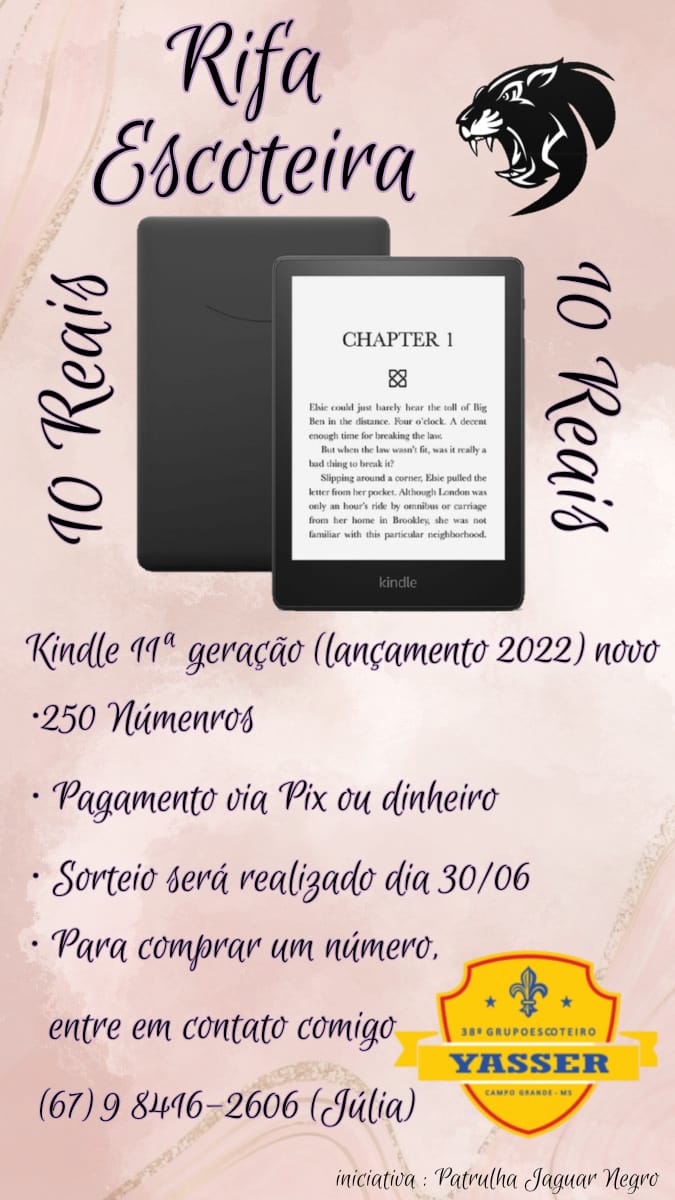 Rifa
Escoteira
10 Reais
10 Reais
CHAPTER 1
Elsie could just barely hear the toll of Big
Ben in the distance. Four o'clock. A decent
enough time for breaking the law.
But when the law wasn't fit, was it really a
bad thing to break it?
Slipping around a corner, Elsie pulled the
letter from her pocket. Although London was
only an hour's ride by omnibus or carriage
from her home in Brookley, she was not
familiar with this particular neighborhood.
kindle
Kindle 11ª geração (lançamento 2022) novo
•250 Númenros
• Pagamento via Pix ou dinheiro
• Sorteio será realizado dia 30/06
• Para comprar um número,
entre em contato comigo
(67) 9 8416-2606 (Júlia)
38º GRUPO ESCOTEIRO
YASSER
CAMPO GRANDE - MS
iniciativa : Patrulha Jaguar Negro